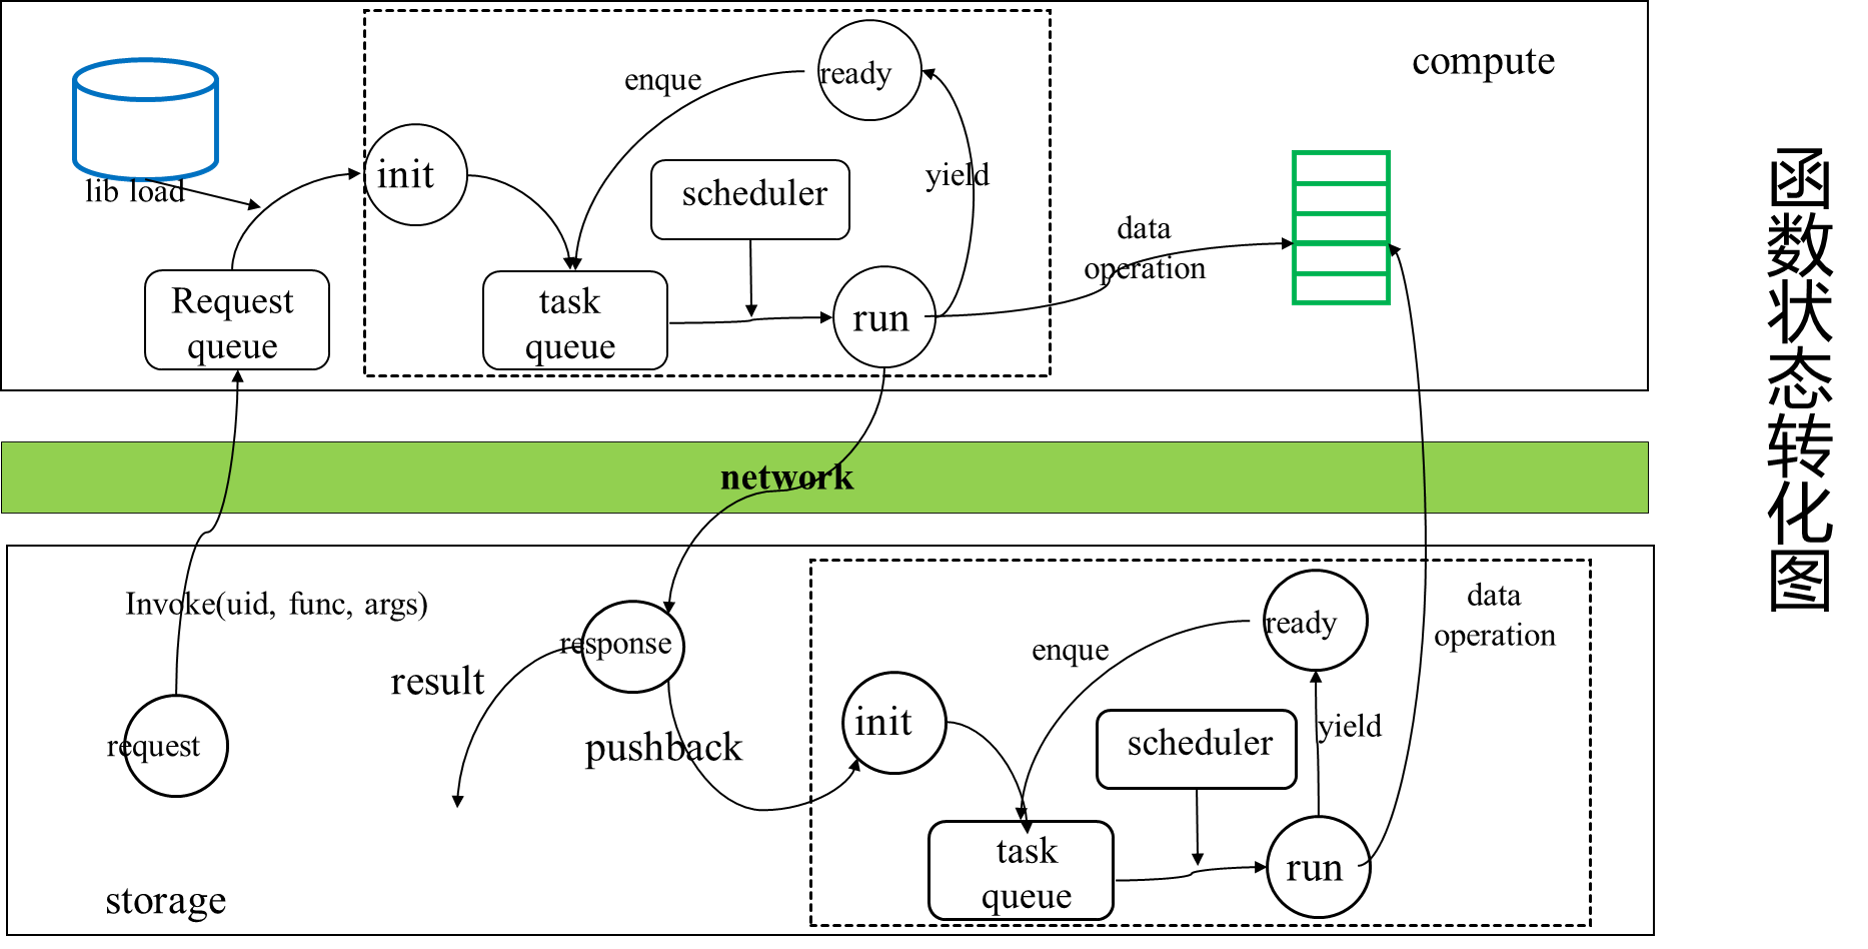 compute
ready
enque
init
scheduler
yield
lib load
data
operation
Request
queue
task
queue
run
network
Invoke(uid, func, args)
response
result
pushback
request
storage
ready
data
operation
enque
init
scheduler
yield
task
queue
run
函数状态转化图